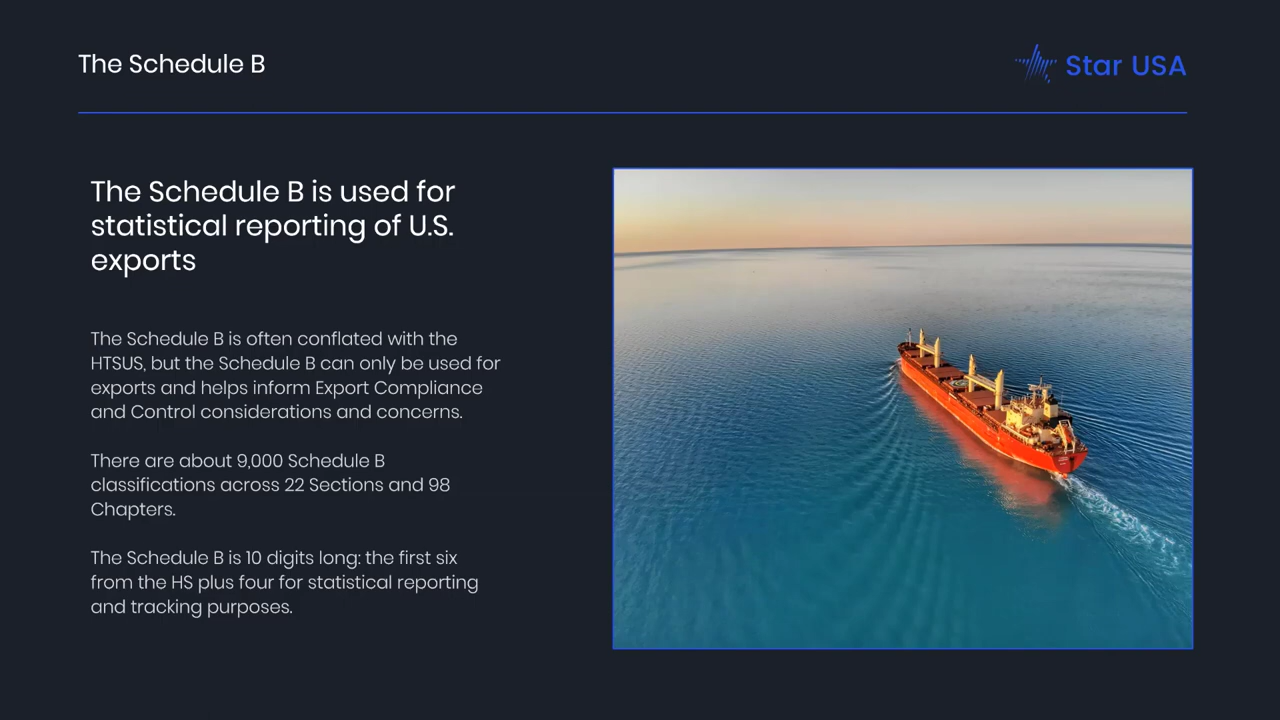 The Schedule B
Star USA
The Schedule B is used for
statistical reporting of U.S.
exports
The Schedule B is often conflated with the
HTSUS, but the Schedule B can only be used for
exports and helps inform Export Compliance
and Control considerations and concerns.
There are about 9,000 Schedule B
classifications across 22 Sections and 98
Chapters.
The Schedule B is 10 digits long: the first six
from the HS plus four for statistical reporting
and tracking purposes.